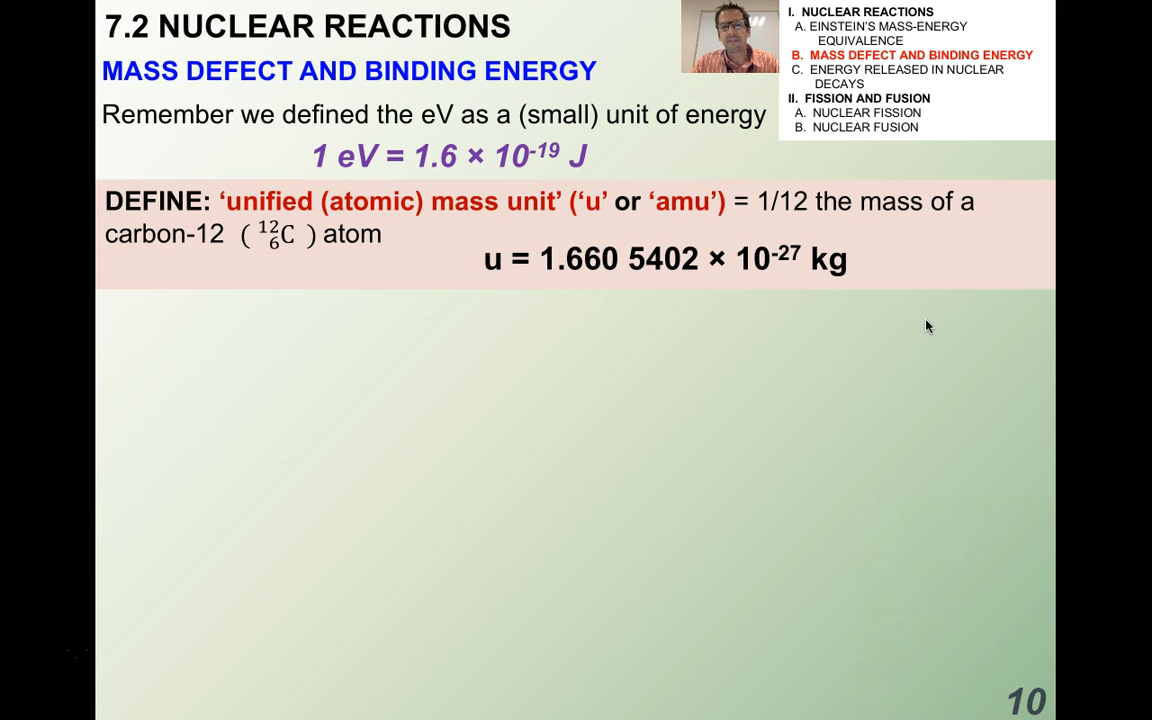 7.2 NUCLEAR REACTIONS
MASS DEFECT AND BINDING ENERGY
Remember we defined the eV as a (small) unit of energy
1 eV = 1.6 × 10⁻¹⁹ J
DEFINE: ‘unified (atomic) mass unit’ (‘u’ or ‘amu’) = 1/12 the mass of a
carbon-12 ( ¹²₆C ) atom
u = 1.660 5402 × 10⁻²⁷ kg
I. NUCLEAR REACTIONS
A. EINSTEIN’S MASS-ENERGY
EQUIVALENCE
B. MASS DEFECT AND BINDING ENERGY
C. ENERGY RELEASED IN NUCLEAR
DECAYS
II. FISSION AND FUSION
A. NUCLEAR FISSION
B. NUCLEAR FUSION
10